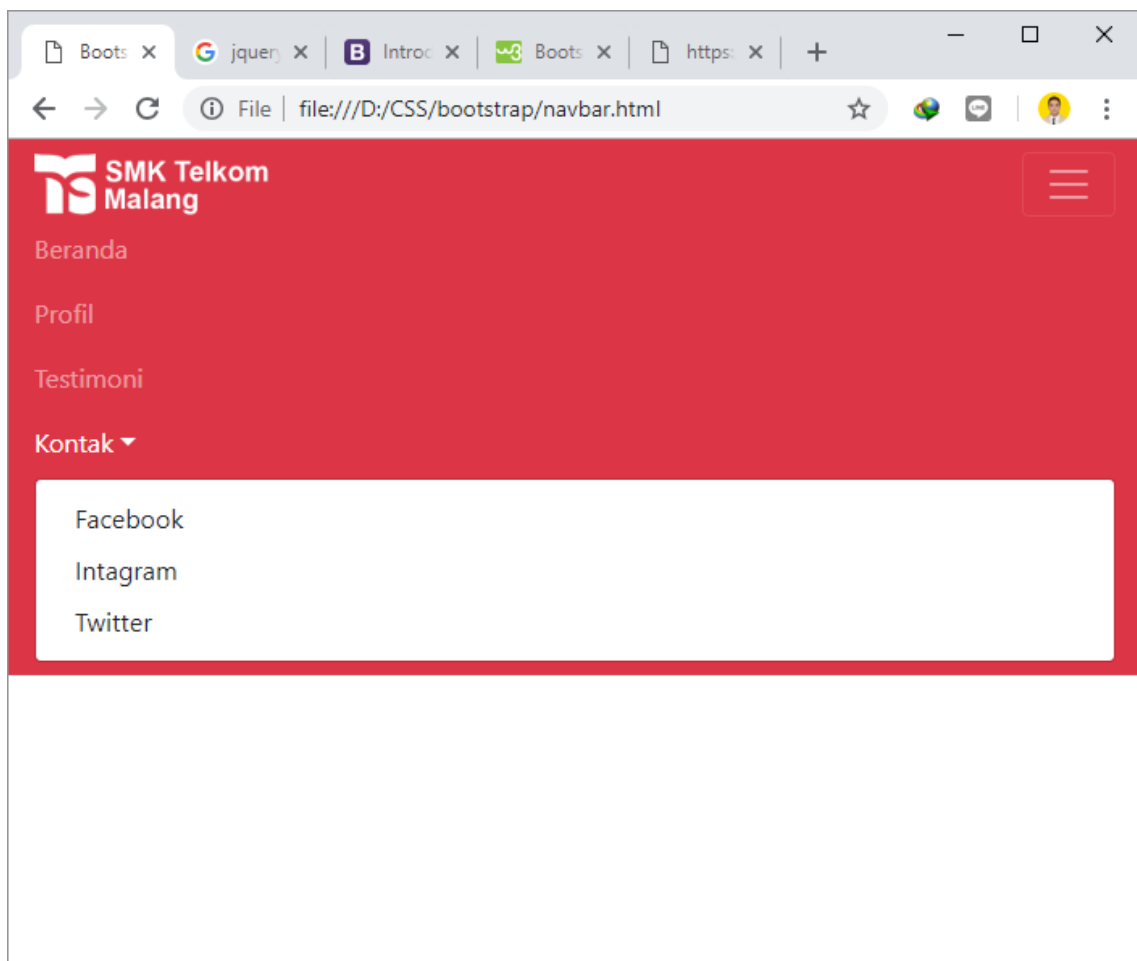 Boots
jquery
Introd
Boots
https:
File
file:///D:/CSS/bootstrap/navbar.html
SMK Telkom
Malang
Beranda
Profil
Testimoni
Kontak
Facebook
Intagram
Twitter